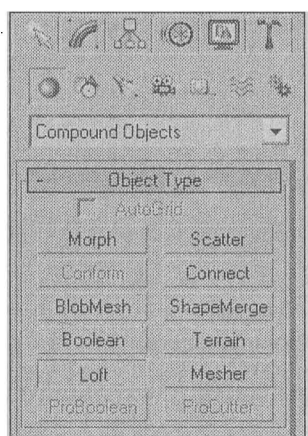 Compound Objects
- Object Type
AutoGrid
Morph Scatter
Conform Connect
BlobMesh ShapeMerge
Boolean Terrain
Loft Mesher
ProBoolean ProCutter